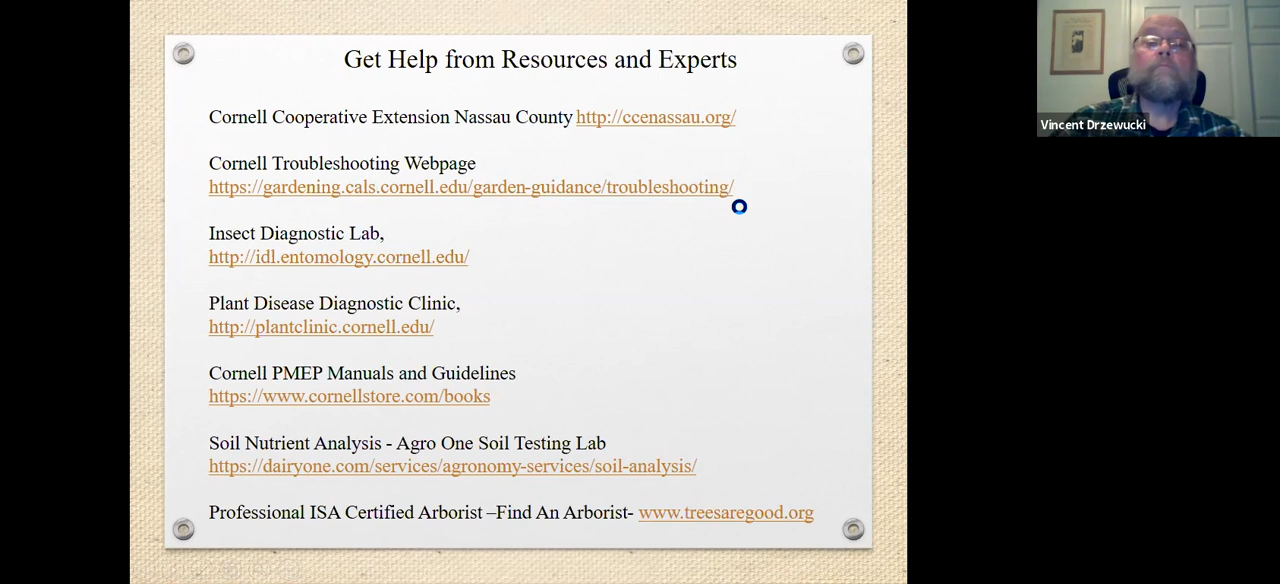 Get Help from Resources and Experts
Cornell Cooperative Extension Nassau County http://ccenassau.org/
Cornell Troubleshooting Webpage
https://gardening.cals.cornell.edu/garden-guidance/troubleshooting/
Insect Diagnostic Lab,
http://idl.entomology.cornell.edu/
Plant Disease Diagnostic Clinic,
http://plantclinic.cornell.edu/
Cornell PMEP Manuals and Guidelines
https://www.cornellstore.com/books
Soil Nutrient Analysis - Agro One Soil Testing Lab
https://dairyone.com/services/agronomy-services/soil-analysis/
Professional ISA Certified Arborist –Find An Arborist- www.treesaregood.org
Vincent Drzewucki